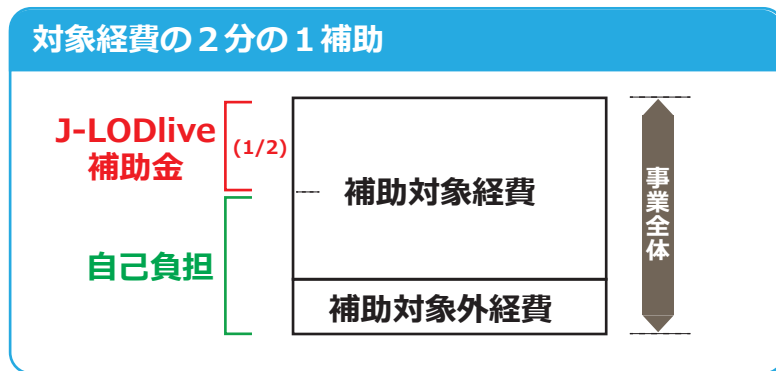 対象経費の２分の１補助
J-LODlive
補助金
(1/2)
補助対象経費
自己負担
補助対象外経費
事業全体